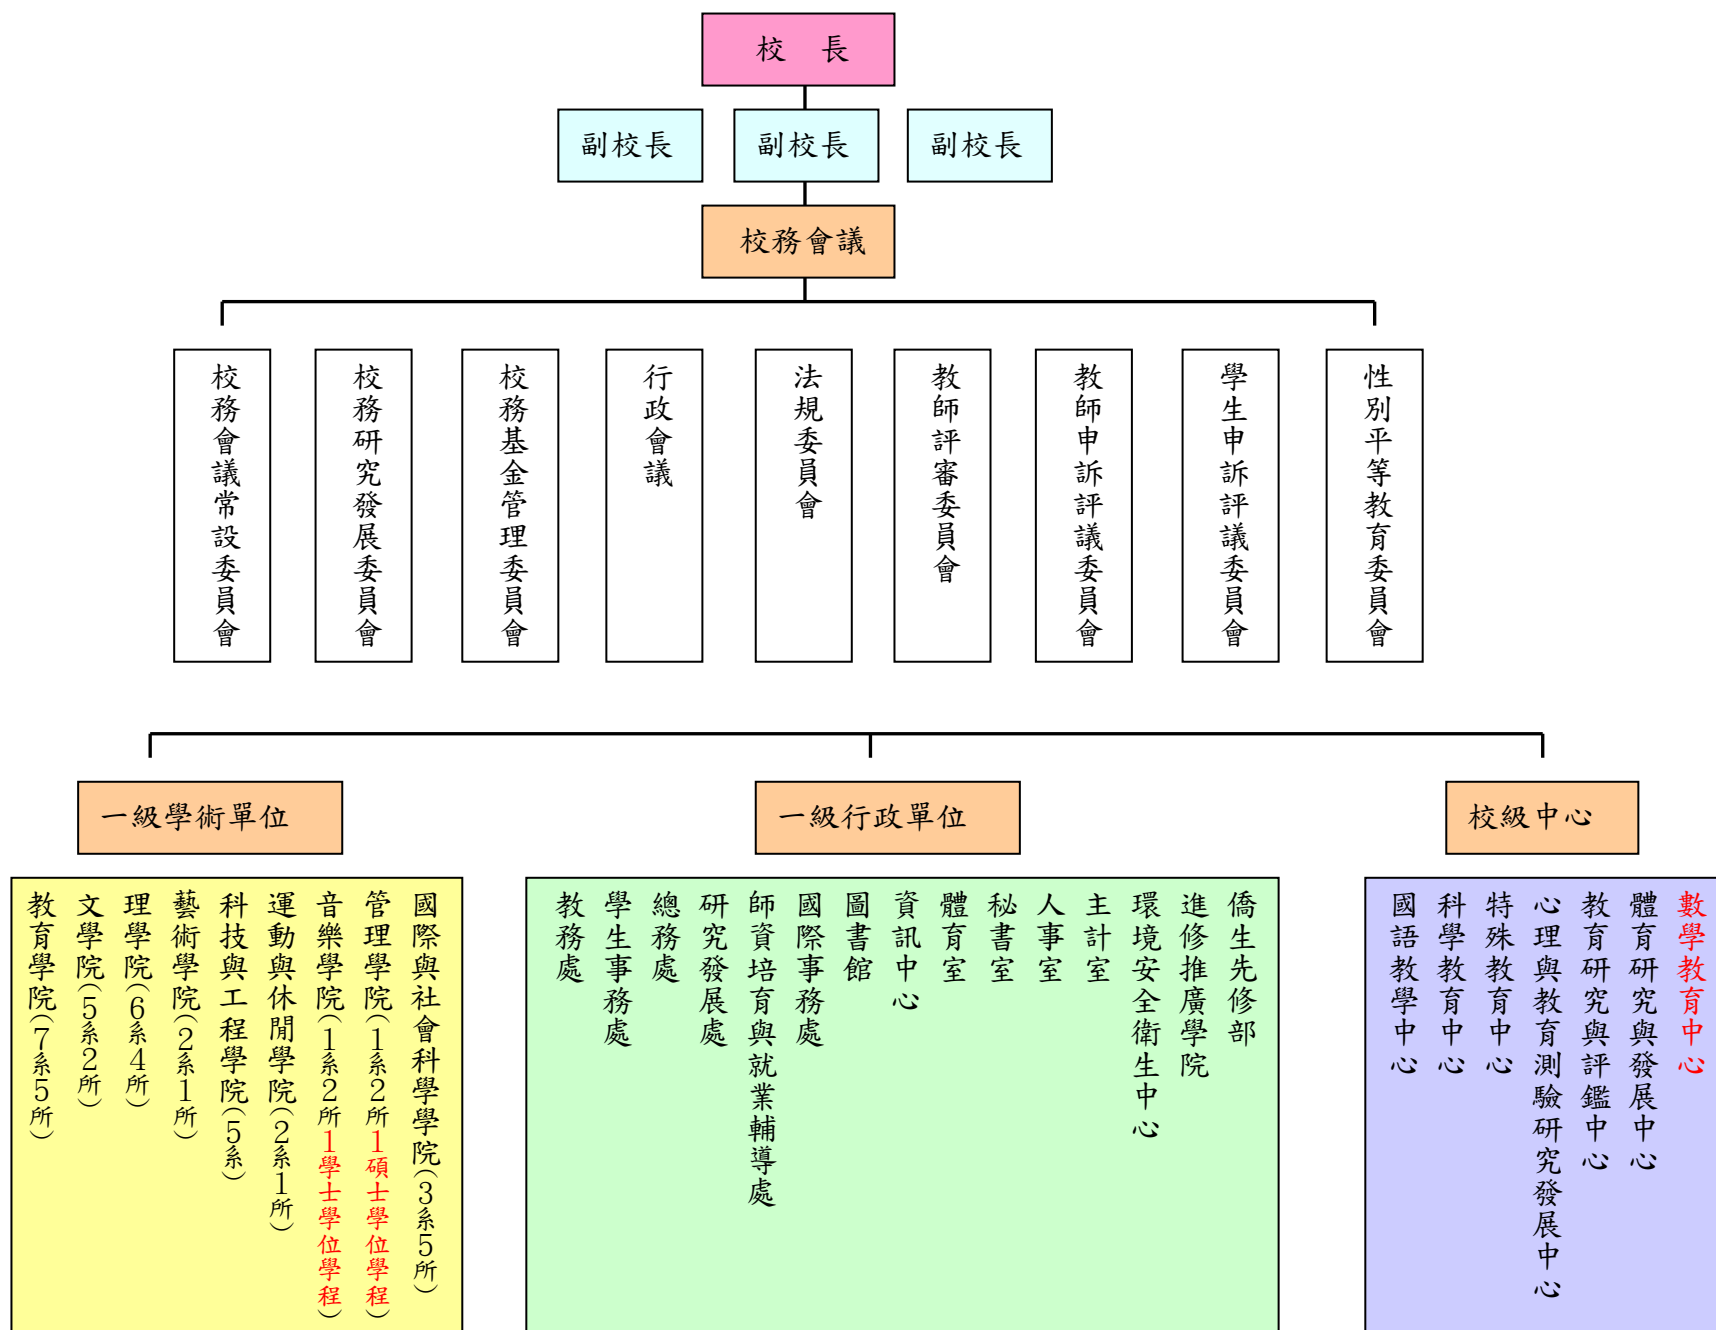 校 長
副校長
副校長
副校長
校務會議
校務會議常設委員會
校務研究發展委員會
校務基金管理委員會
行政會議
法規委員會
教師評審委員會
教師申訴評議委員會
學生申訴評議委員會
性別平等教育委員會
一級學術單位
教育學院(7系5所)
文學院(5系2所)
理學院(6系4所)
藝術學院(2系1所)
科技與工程學院(5系)
運動與休閒學院(2系1所)
音樂學院(1系2所1學士學位學程)
管理學院(1系2所1碩士學位學程)
國際與社會科學學院(3系5所)
一級行政單位
教務處
學生事務處
總務處
研究發展處
師資培育與就業輔導處
國際事務處
圖書館
資訊中心
體育室
秘書室
人事室
主計室
環境安全衛生中心
進修推廣學院
僑生先修部
校級中心
國語教學中心
科學教育中心
特殊教育中心
心理與教育測驗研究發展中心
教育研究與評鑑中心
體育研究與發展中心
數學教育中心